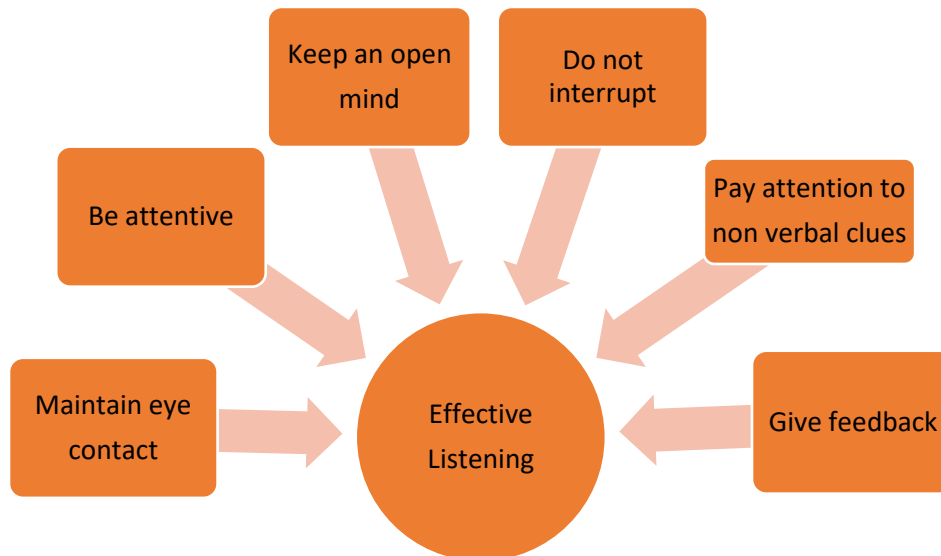 Keep an open
mind
Do not
interrupt
Be attentive
Pay attention to
non verbal clues
Maintain eye
contact
Effective
Listening
Give feedback